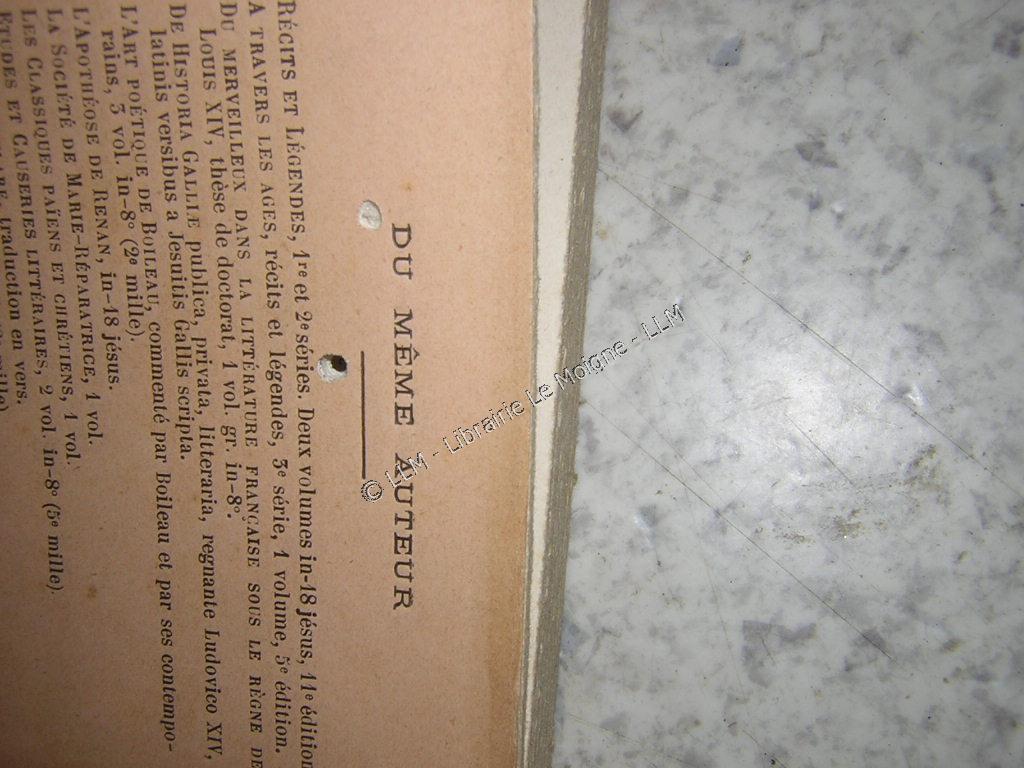 DU MÊME AUTEUR
Récits et Légendes, 1re et 2e séries. Deux volumes in-18 jésus, 11e édition
A travers les ages, récits et légendes, 3e série, 1 volume, 5e édition.
Du merveilleux dans la littérature française sous le règne de
Louis XIV, thèse de doctorat, 1 vol. gr. in-8o.
De Historia Galliæ publica, privata, litteraria, regnante Ludovico XIV,
latinis versibus a Jesuitis Gallis scripta.
L'Art poétique de Boileau, commenté par Boileau et par ses contempo-
rains, 3 vol. in-8o (2e mille).
L'Apothéose de Renan, in-18 jésus.
La Société de Marie-Réparatrice, 1 vol.
Les Classiques païens et chrétiens, 1 vol.
Etudes et Causeries littéraires, 2 vol. in-8o (5e mille).
traduction en vers.
mille)
© LLM - Librairie Le Moigne - LLM